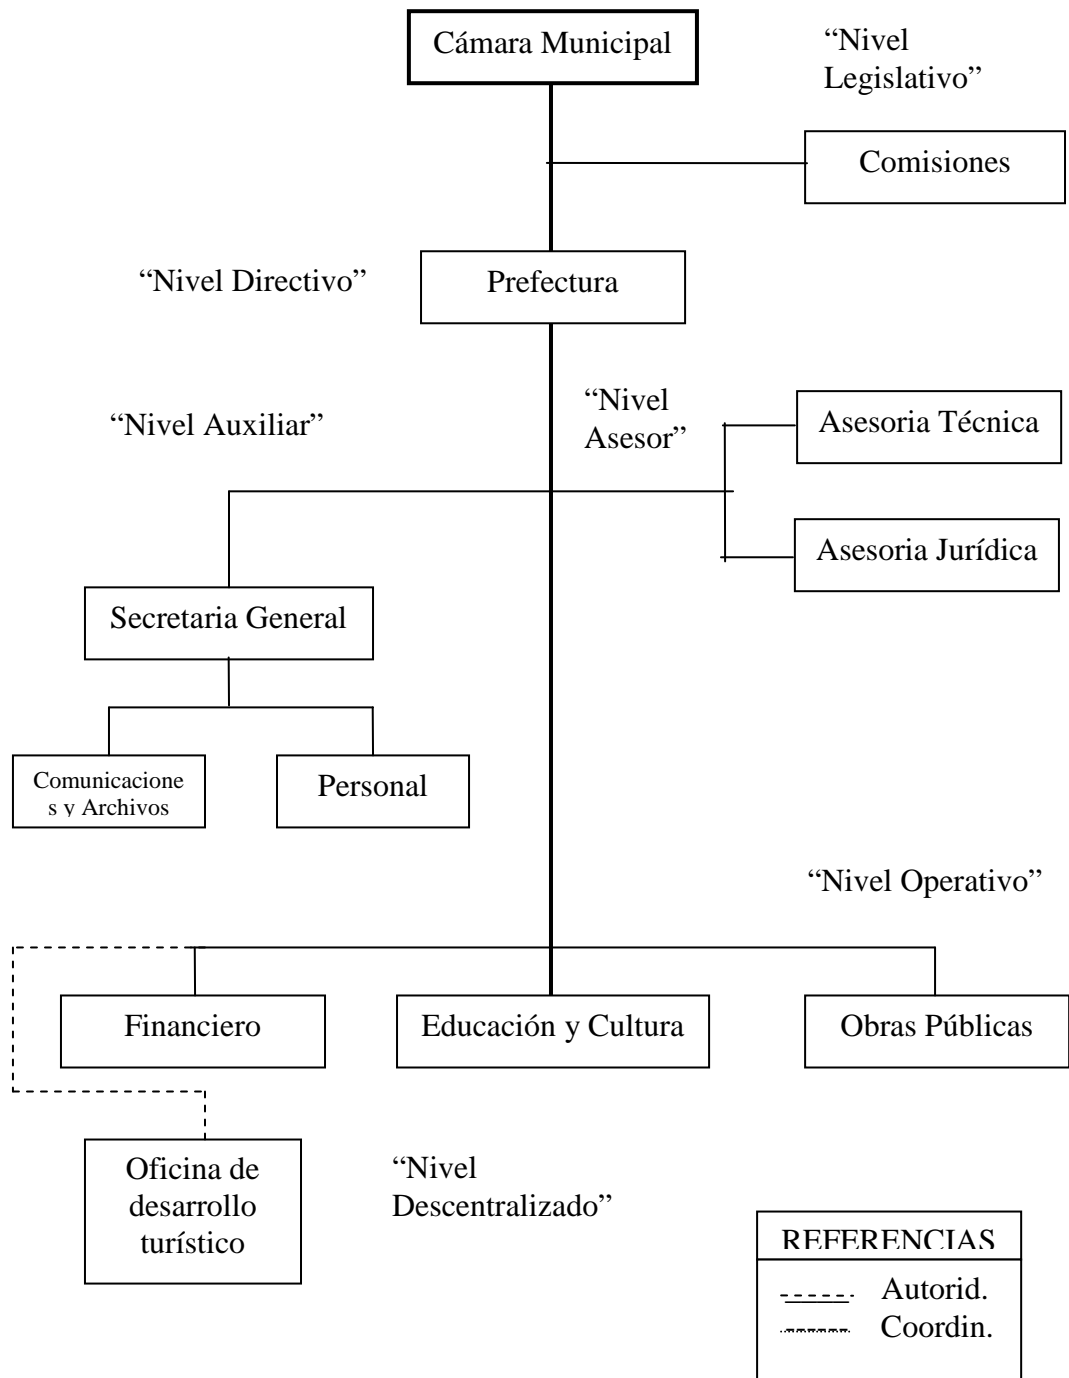 Cámara Municipal
“Nivel
Legislativo”
Comisiones
“Nivel Directivo”
Prefectura
“Nivel Auxiliar”
“Nivel
Asesor”
Asesoria Técnica
Asesoria Jurídica
Secretaria General
Comunicacione
s y Archivos
Personal
“Nivel Operativo”
Financiero
Educación y Cultura
Obras Públicas
Oficina de
desarrollo
turístico
“Nivel
Descentralizado”
REFERENCIAS
Autorid.
Coordin.